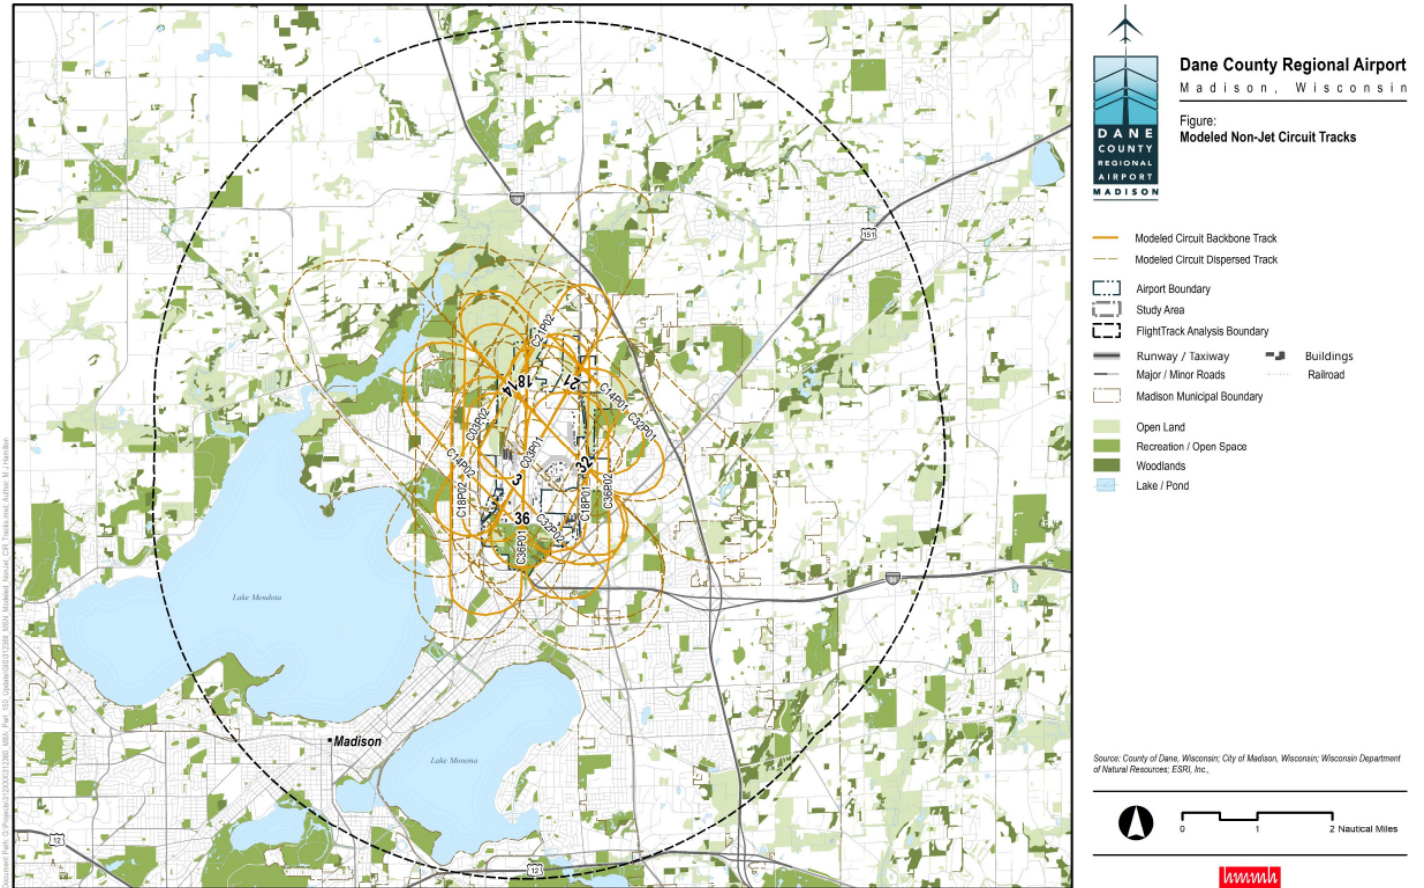 Dane County Regional Airport
Madison, Wisconsin
Figure:
Modeled Non-Jet Circuit Tracks
DANE
COUNTY
REGIONAL
AIRPORT
MADISON
Modeled Circuit Backbone Track
Modeled Circuit Dispersed Track
Airport Boundary
Study Area
FlightTrack Analysis Boundary
Runway / Taxiway
Buildings
Major / Minor Roads
Railroad
Madison Municipal Boundary
Open Land
Recreation / Open Space
Woodlands
Lake / Pond
151
C21P02
18
14
21
C14P01
C32P01
C03P02
C03P01
C14P02
32
3
C18P02
C18P01
C36P02
36
C32P02
C36P01
Lake Mendota
Madison
Lake Monona
12
12
Source: County of Dane, Wisconsin; City of Madison, Wisconsin; Wisconsin Department
of Natural Resources; ESRI, Inc.,
0 1 2 Nautical Miles
hmmh